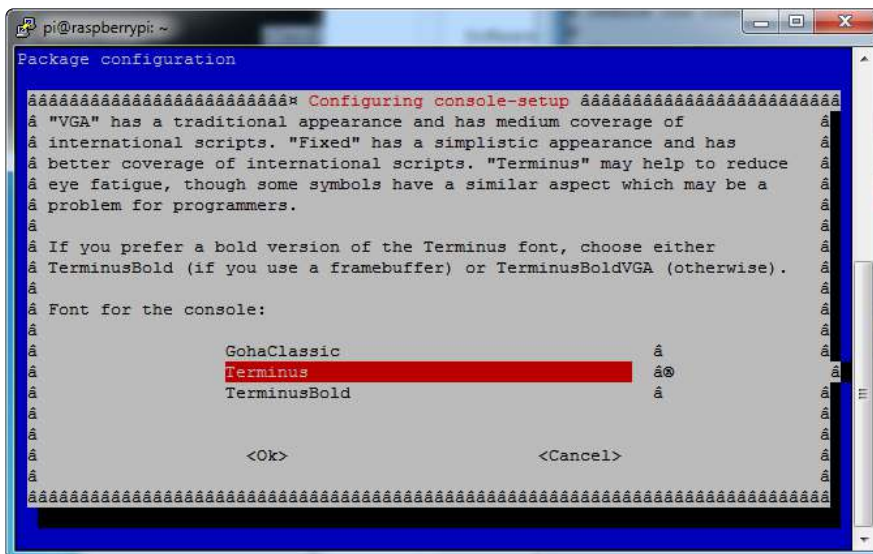 pi@raspberrypi: ~
Package configuration
ââââââââââââââââââââââââââ¤ Configuring console-setup âââââââââââââââââââââââââ
â "VGA" has a traditional appearance and has medium coverage of â
â international scripts. "Fixed" has a simplistic appearance and has â
â better coverage of international scripts. "Terminus" may help to reduce â
â eye fatigue, though some symbols have a similar aspect which may be a â
â problem for programmers. â
â â
â If you prefer a bold version of the Terminus font, choose either â
â TerminusBold (if you use a framebuffer) or TerminusBoldVGA (otherwise). â
â â
â Font for the console: â
â â
â GohaClassic â â
â Terminus â® â
â TerminusBold â â
â â
â â
â <Ok> <Cancel> â
â â
âââââââââââââââââââââââââââââââââââââââââââââââââââââââââââââââââââââââââââââ